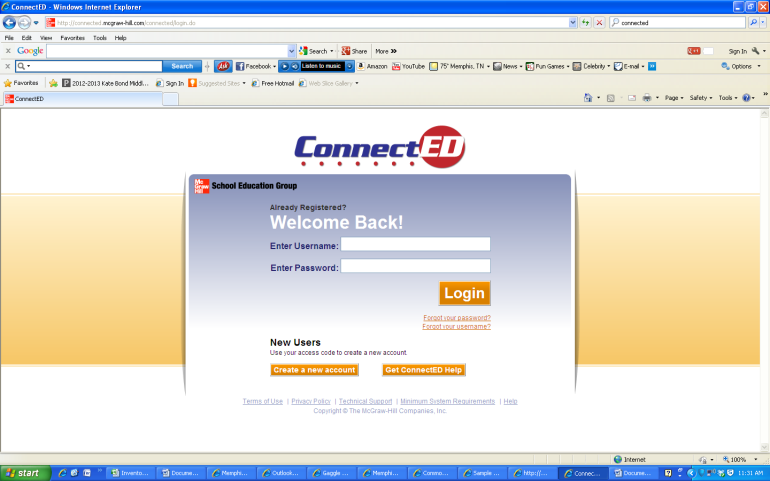 ConnectED - Windows Internet Explorer
http://connected.mcgraw-hill.com/connected/login.do
connected
File Edit View Favorites Tools Help
x Google Search Share More »
+1 Sign In
x Search
Facebook Listen to music Amazon YouTube 75° Memphis, TN News Fun Games Celebrity E-mail
Options
Favorites 2012-2013 Kate Bond Middl... Sign In Suggested Sites Free Hotmail Web Slice Gallery
ConnectED
Page Safety Tools
ConnectED
Mc Graw Hill School Education Group
Already Registered?
Welcome Back!
Enter Username:
Enter Password:
Login
Forgot your password?
Forgot your username?
New Users
Use your access code to create a new account.
Create a new account Get ConnectED Help
Terms of Use | Privacy Policy | Technical Support | Minimum System Requirements | Help
Copyright © The McGraw-Hill Companies, Inc.
Internet 100%
start Invento... Docume... Memphi... Outlook... Gaggle ... Memphi... Commo... Sample ... http://... Connec... Docume... 11:31 AM